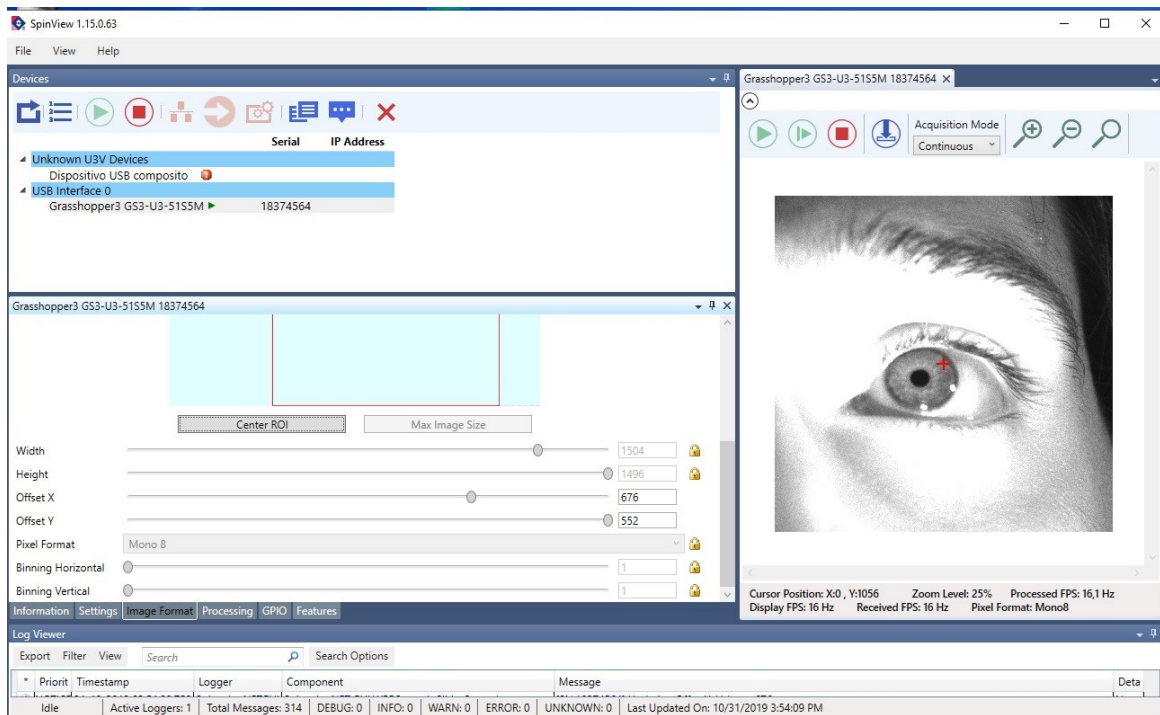 SpinView 1.15.0.63
File View Help
Devices
Serial IP Address
Unknown U3V Devices
Dispositivo USB composito
USB Interface 0
Grasshopper3 GS3-U3-51S5M 18374564
Grasshopper3 GS3-U3-51S5M 18374564
Center ROI Max Image Size
Width 1504
Height 1496
Offset X 676
Offset Y 552
Pixel Format Mono 8
Binning Horizontal 1
Binning Vertical 1
Information Settings Image Format Processing GPIO Features
Grasshopper3 GS3-U3-51S5M 18374564
Acquisition Mode
Continuous
Cursor Position: X:0 , Y:1056 Zoom Level: 25% Processed FPS: 16,1 Hz
Display FPS: 16 Hz Received FPS: 16 Hz Pixel Format: Mono8
Log Viewer
Export Filter View Search Search Options
* Priorit Timestamp Logger Component Message Deta
Idle Active Loggers: 1 Total Messages: 314 DEBUG: 0 INFO: 0 WARN: 0 ERROR: 0 UNKNOWN: 0 Last Updated On: 10/31/2019 3:54:09 PM